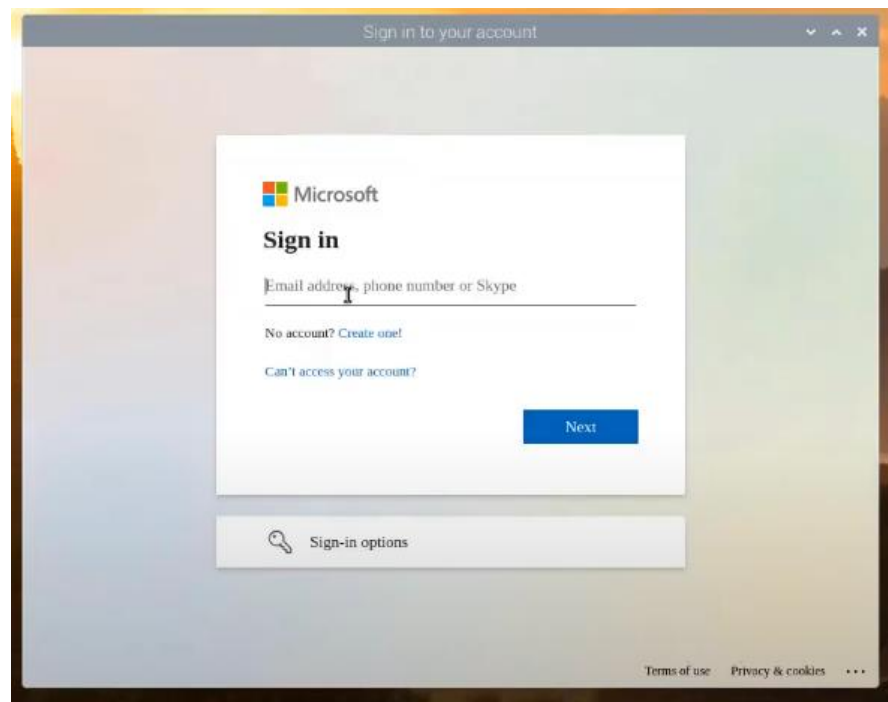 Sign in to your account
Microsoft
Sign in
Email address, phone number or Skype
No account? Create one!
Can't access your account?
Next
Sign-in options
Terms of use Privacy & cookies ...